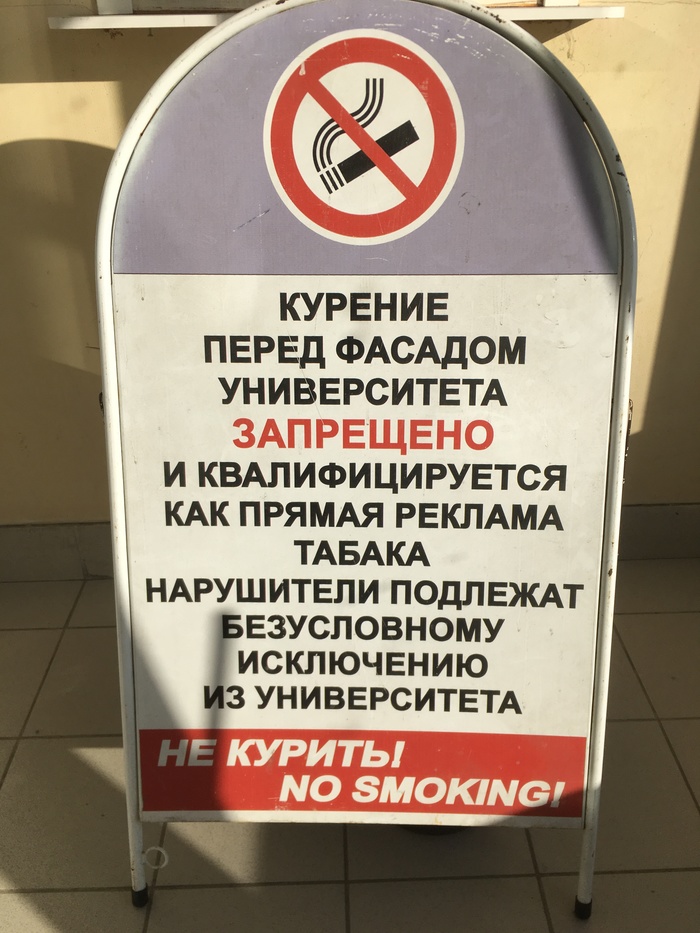 КУРЕНИЕ
ПЕРЕД ФАСАДОМ
УНИВЕРСИТЕТА
ЗАПРЕЩЕНО
И КВАЛИФИЦИРУЕТСЯ
КАК ПРЯМАЯ РЕКЛАМА
ТАБАКА
НАРУШИТЕЛИ ПОДЛЕЖАТ
БЕЗУСЛОВНОМУ
ИСКЛЮЧЕНИЮ
ИЗ УНИВЕРСИТЕТА
НЕ КУРИТЬ!
NO SMOKING!